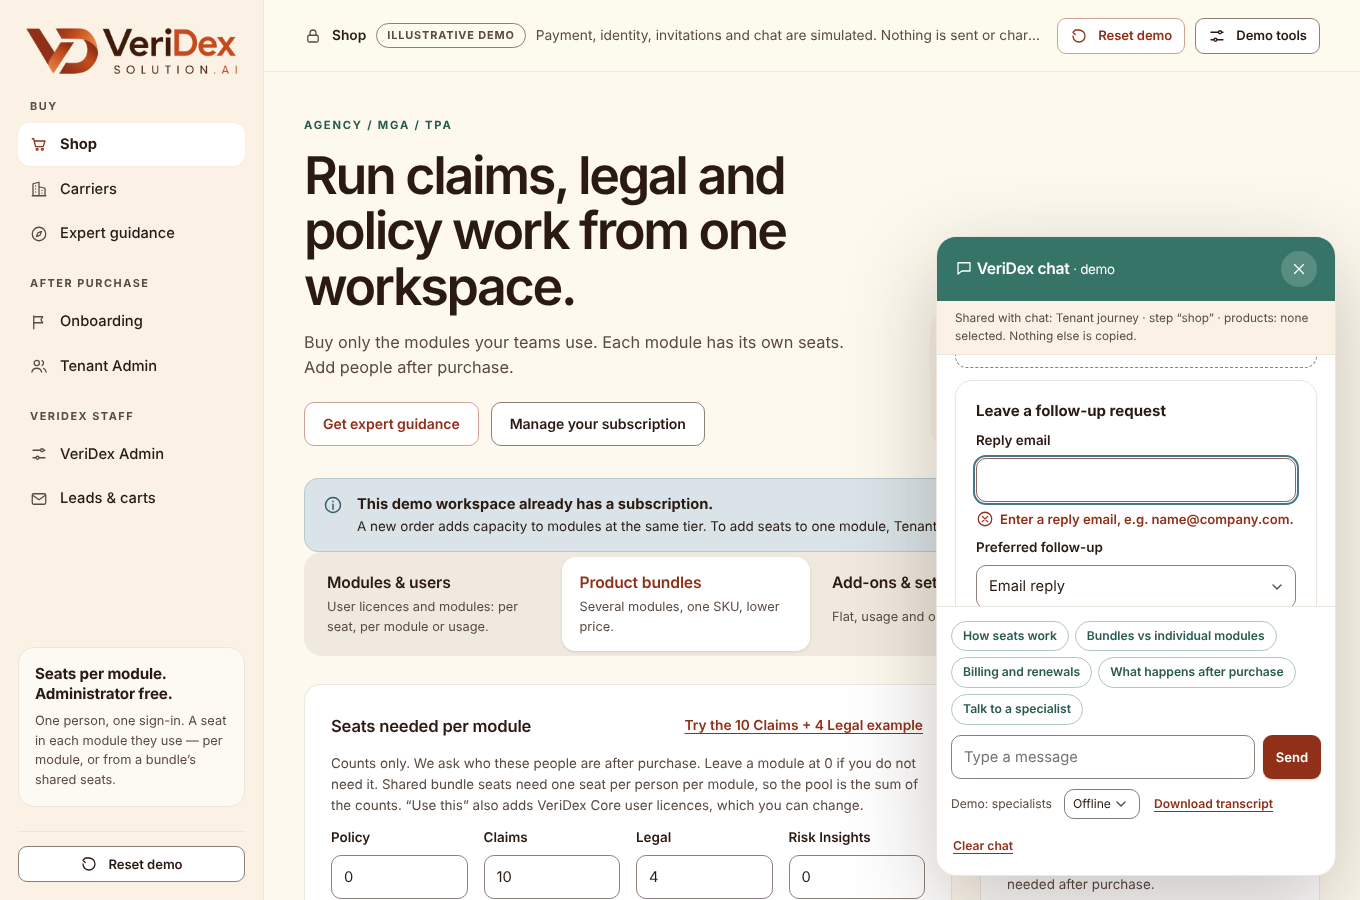 VeriDex
SOLUTION.AI
BUY
Shop
Carriers
Expert guidance
AFTER PURCHASE
Onboarding
Tenant Admin
VERIDEX STAFF
VeriDex Admin
Leads & carts
Seats per module.
Administrator free.
One person, one sign-in. A seat
in each module they use — per
module, or from a bundle’s
shared seats.
Reset demo
Shop
ILLUSTRATIVE DEMO
Payment, identity, invitations and chat are simulated. Nothing is sent or char...
Reset demo
Demo tools
AGENCY / MGA / TPA
Run claims, legal and
policy work from one
workspace.
Buy only the modules your teams use. Each module has its own seats.
Add people after purchase.
Get expert guidance
Manage your subscription
This demo workspace already has a subscription.
A new order adds capacity to modules at the same tier. To add seats to one module, Tenant
Modules & users
User licences and modules: per
seat, per module or usage.
Product bundles
Several modules, one SKU, lower
price.
Add-ons & set
Flat, usage and o
Seats needed per module
Try the 10 Claims + 4 Legal example
Counts only. We ask who these people are after purchase. Leave a module at 0 if you do not
need it. Shared bundle seats need one seat per person per module, so the pool is the sum of
the counts. “Use this” also adds VeriDex Core user licences, which you can change.
Policy
Claims
Legal
Risk Insights
0
10
4
0
needed after purchase.
VeriDex chat · demo
Shared with chat: Tenant journey · step “shop” · products: none
selected. Nothing else is copied.
Leave a follow-up request
Reply email
Enter a reply email, e.g. name@company.com.
Preferred follow-up
Email reply
How seats work
Bundles vs individual modules
Billing and renewals
What happens after purchase
Talk to a specialist
Type a message
Send
Demo: specialists
Offline
Download transcript
Clear chat